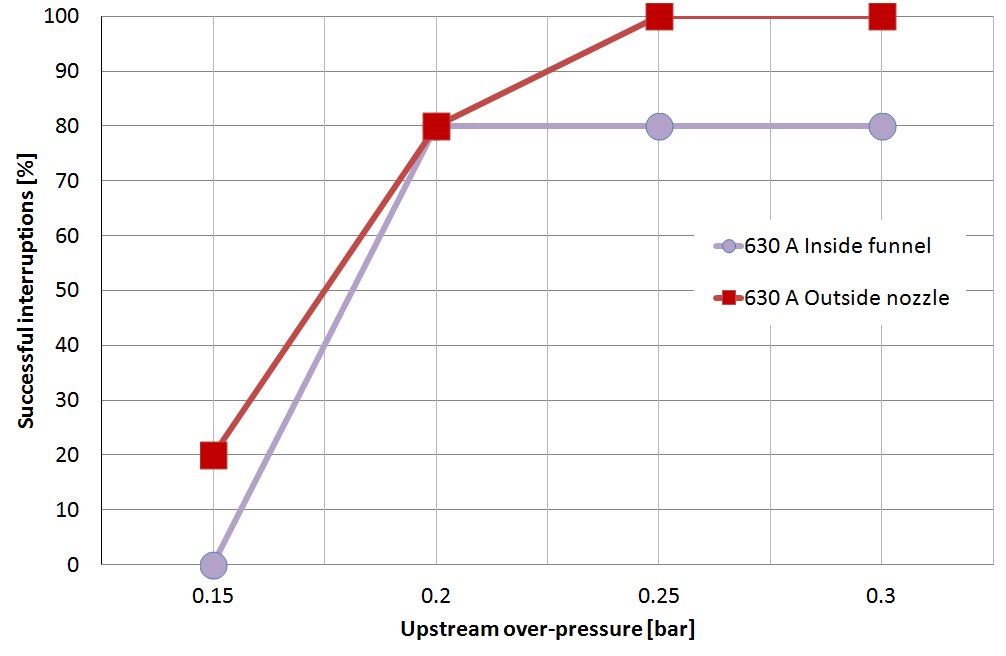 100
90
80
70
60
50
40
30
20
10
0
Successful interruptions [%]
630 A Inside funnel
630 A Outside nozzle
0.15 0.2 0.25 0.3
Upstream over-pressure [bar]